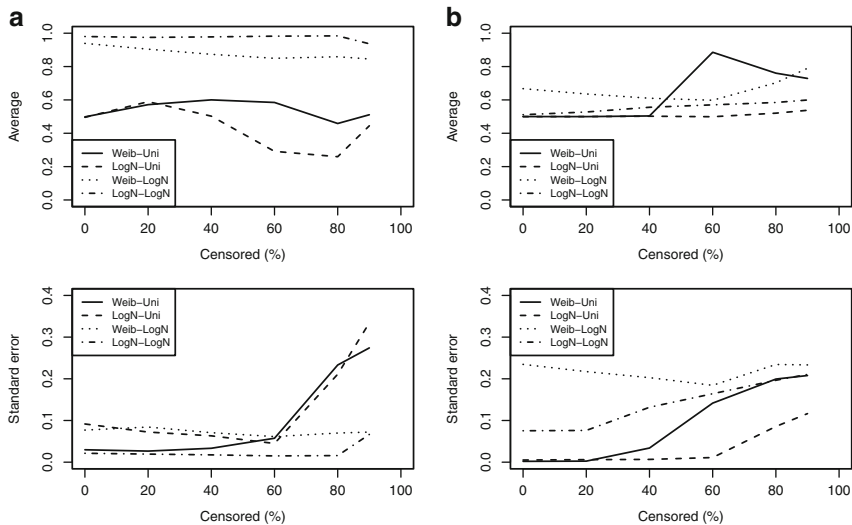 a
Average
1.0
0.8
0.6
0.4
0.2
0.0
Weib–Uni
LogN–Uni
Weib–LogN
LogN–LogN
0 20 40 60 80 100
Censored (%)
b
Average
1.0
0.8
0.6
0.4
0.2
0.0
Weib–Uni
LogN–Uni
Weib–LogN
LogN–LogN
0 20 40 60 80 100
Censored (%)
Standard error
0.4
0.3
0.2
0.1
0.0
Weib–Uni
LogN–Uni
Weib–LogN
LogN–LogN
0 20 40 60 80 100
Censored (%)
Standard error
0.4
0.3
0.2
0.1
0.0
Weib–Uni
LogN–Uni
Weib–LogN
LogN–LogN
0 20 40 60 80 100
Censored (%)